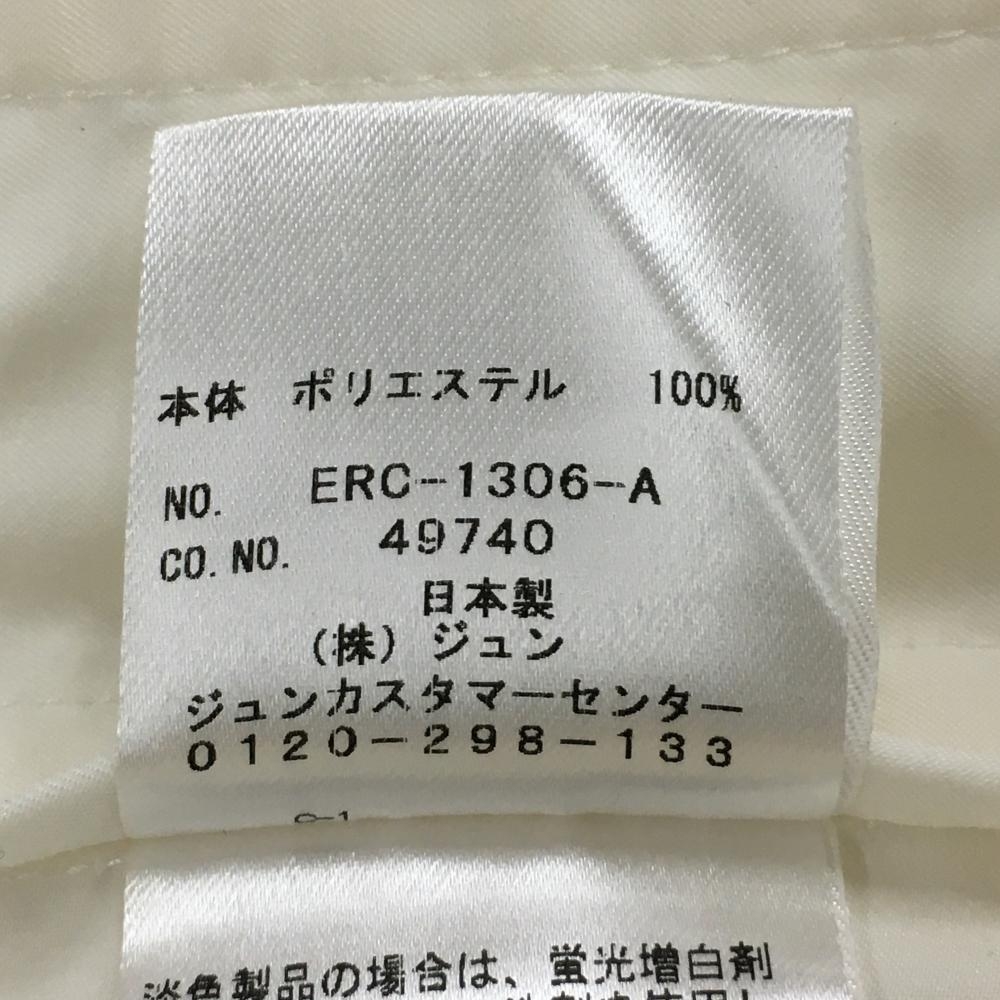 本体 ポリエステル 100%
NO. ERC-1306-A
CO. NO. 49740
日本製
(株) ジュン
ジュンカスタマーセンター
0120-298-133
淡色製品の場合は、蛍光増白剤